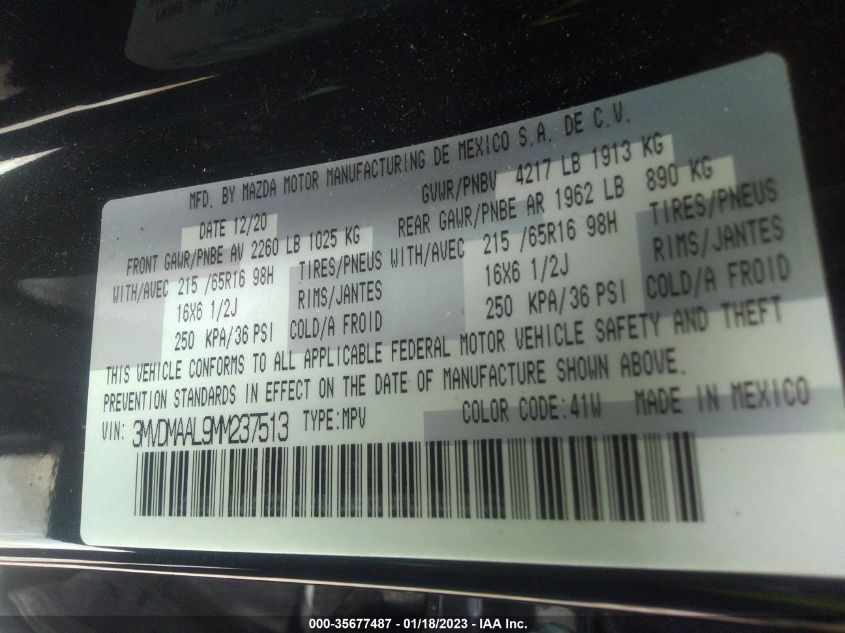 MFD. BY MAZDA MOTOR MANUFACTURING DE MEXICO S.A. DE C.V.
DATE 12/20 GVWR/PNBV 4217 LB 1913 KG
FRONT GAWR/PNBE AV 2260 LB 1025 KG REAR GAWR/PNBE AR 1962 LB 890 KG
WITH/AVEC 215 /65R16 98H TIRES/PNEUS WITH/AVEC 215 /65R16 98H TIRES/PNEUS
16X6 1/2J RIMS/JANTES 16X6 1/2J RIMS/JANTES
250 KPA/36 PSI COLD/A FROID 250 KPA/36 PSI COLD/A FROID
THIS VEHICLE CONFORMS TO ALL APPLICABLE FEDERAL MOTOR VEHICLE SAFETY AND THEFT
PREVENTION STANDARDS IN EFFECT ON THE DATE OF MANUFACTURE SHOWN ABOVE.
VIN: 3MVDMAAL9MM237513 TYPE:MPV COLOR CODE:41W MADE IN MEXICO
000-35677487 - 01/18/2023 - IAA Inc.